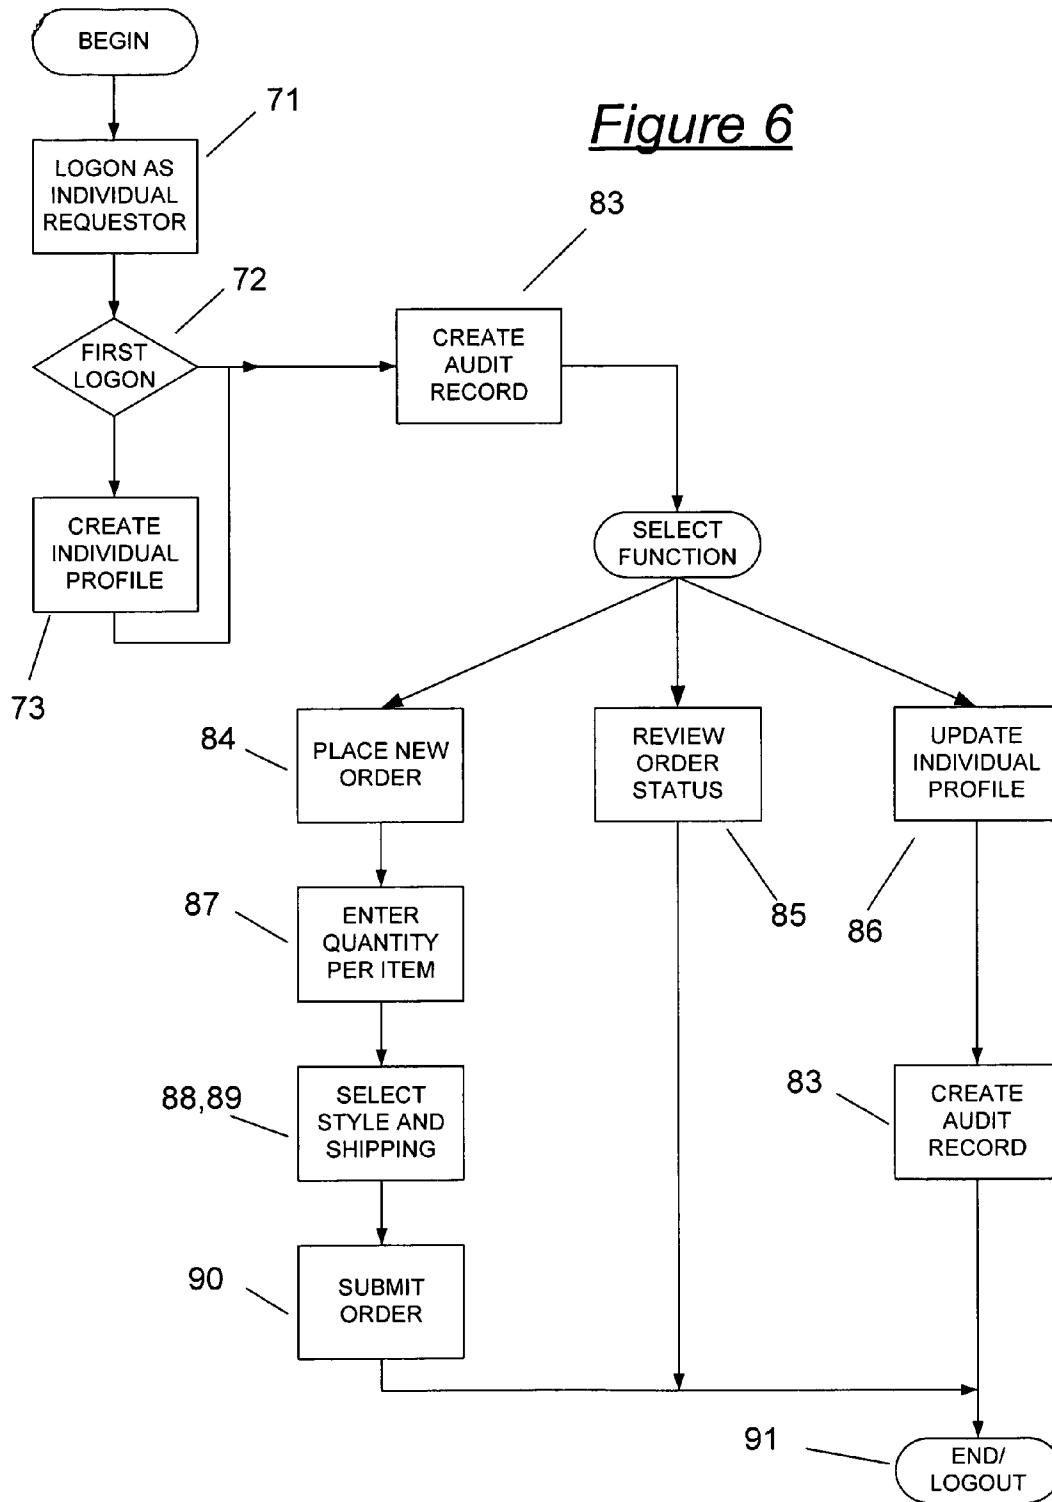 BEGIN
71
Figure 6
LOGON AS
INDIVIDUAL
REQUESTOR
83
72
FIRST
LOGON
CREATE
AUDIT
RECORD
CREATE
INDIVIDUAL
PROFILE
73
SELECT
FUNCTION
84
PLACE NEW
ORDER
REVIEW
ORDER
STATUS
UPDATE
INDIVIDUAL
PROFILE
85
86
87
ENTER
QUANTITY
PER ITEM
88,89
SELECT
STYLE AND
SHIPPING
83
CREATE
AUDIT
RECORD
90
SUBMIT
ORDER
91
END/
LOGOUT